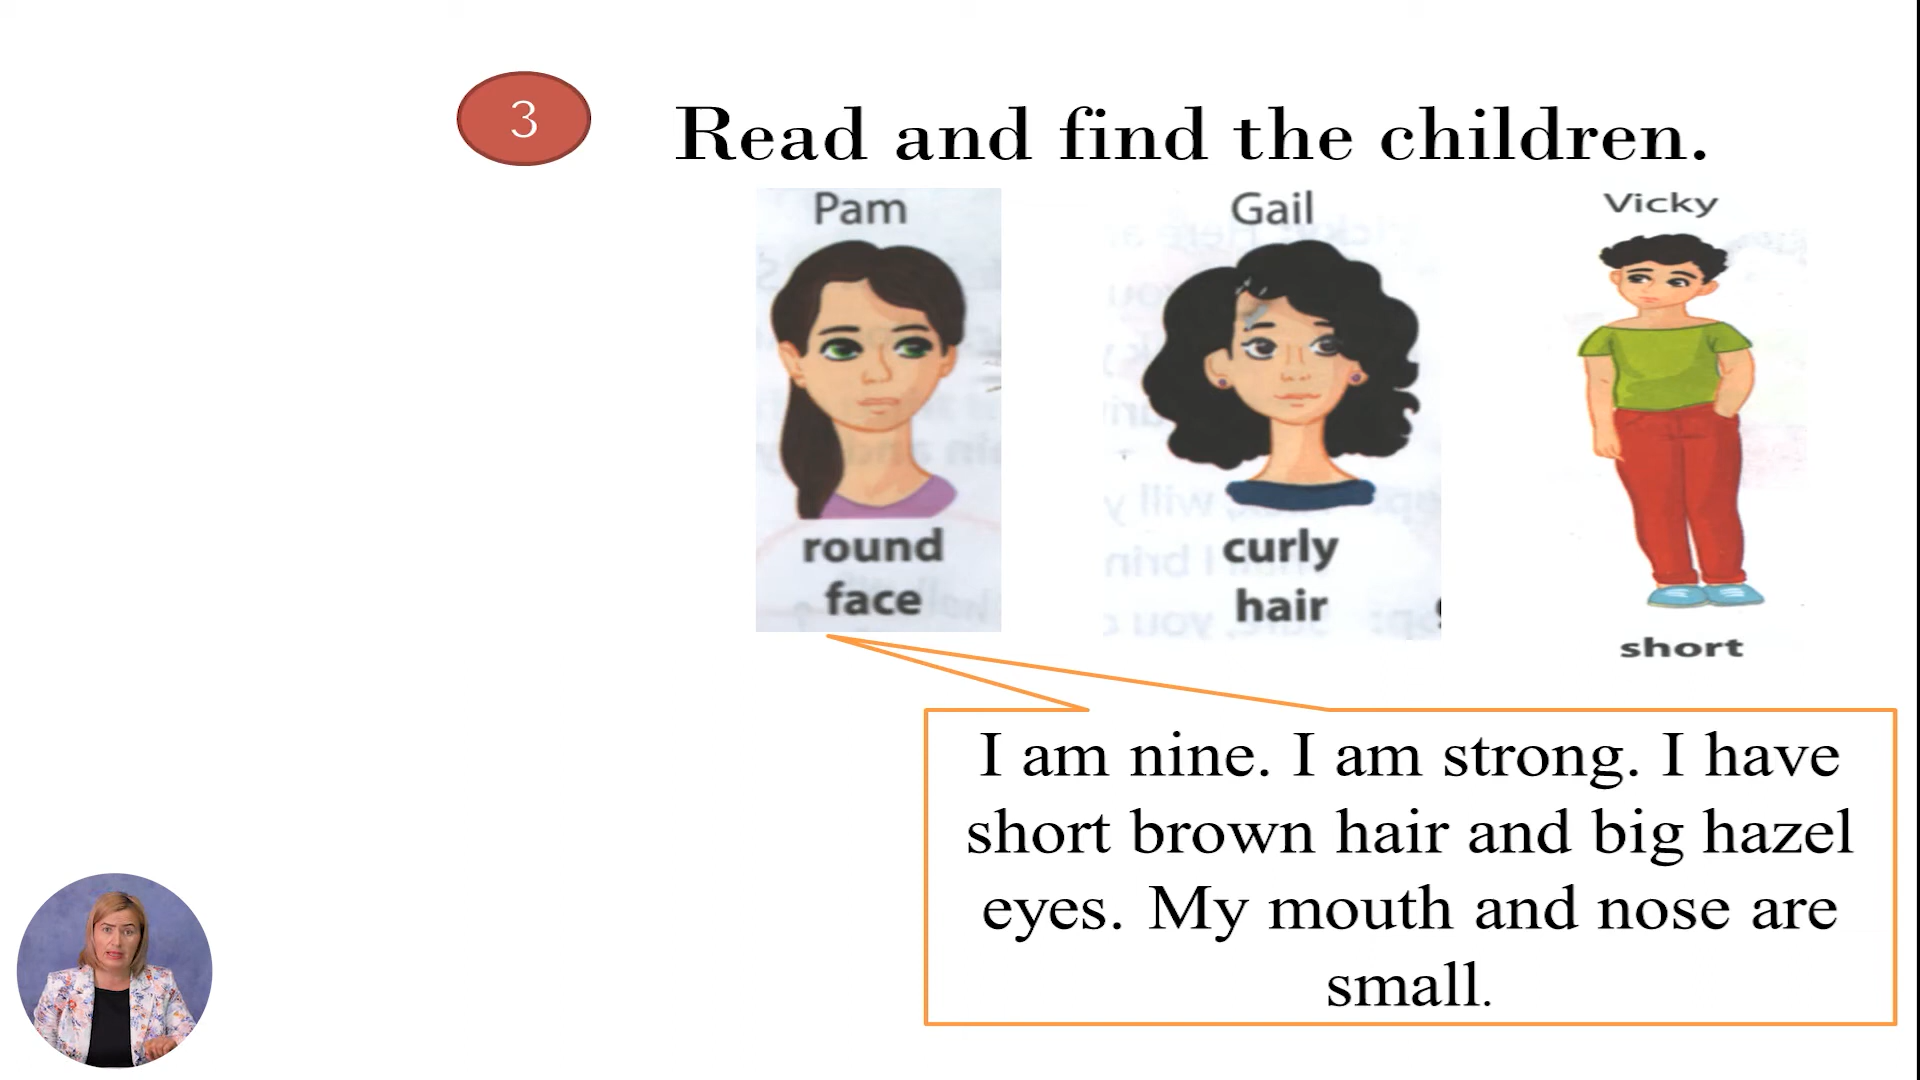 3
Read and find the children.
Pam
Gail
Vicky
round
face
curly
hair
short
I am nine. I am strong. I have
short brown hair and big hazel
eyes. My mouth and nose are
small.